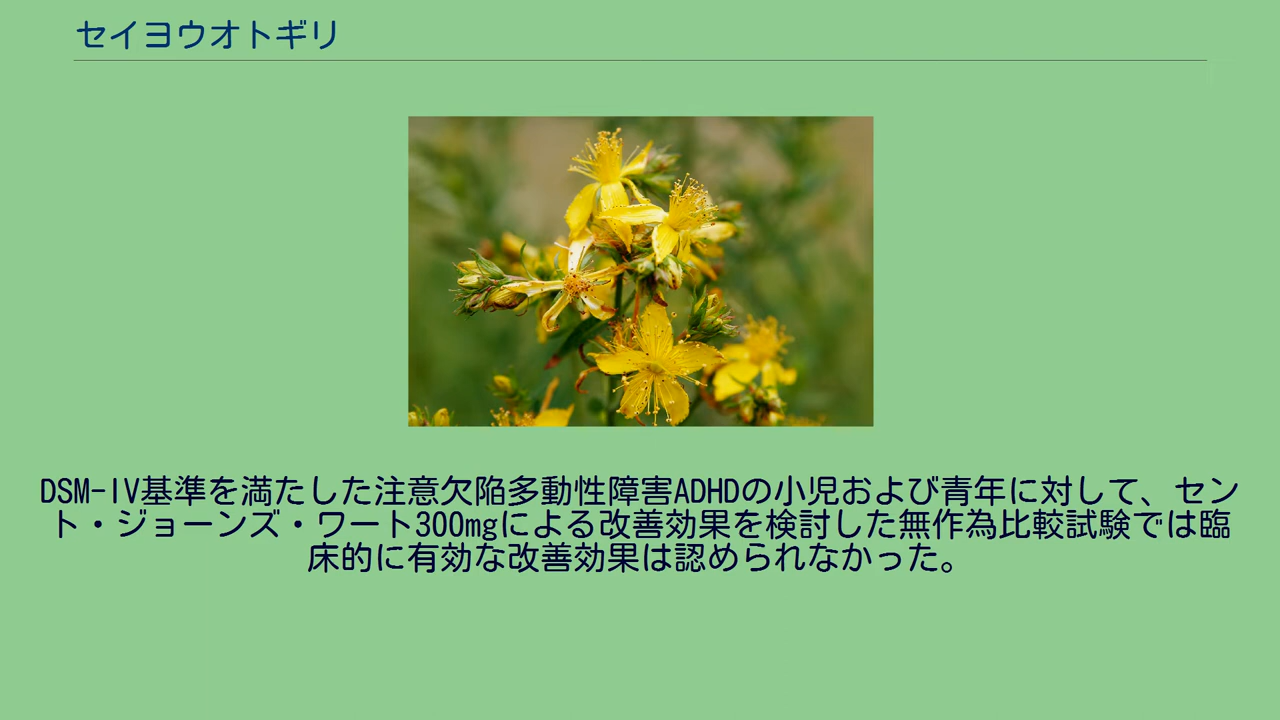 セイヨウオトギリ
DSM-IV基準を満たした注意欠陥多動性障害ADHDの小児および青年に対して、セン
ト・ジョーンズ・ワート300mgによる改善効果を検討した無作為比較試験では臨
床的に有効な改善効果は認められなかった。